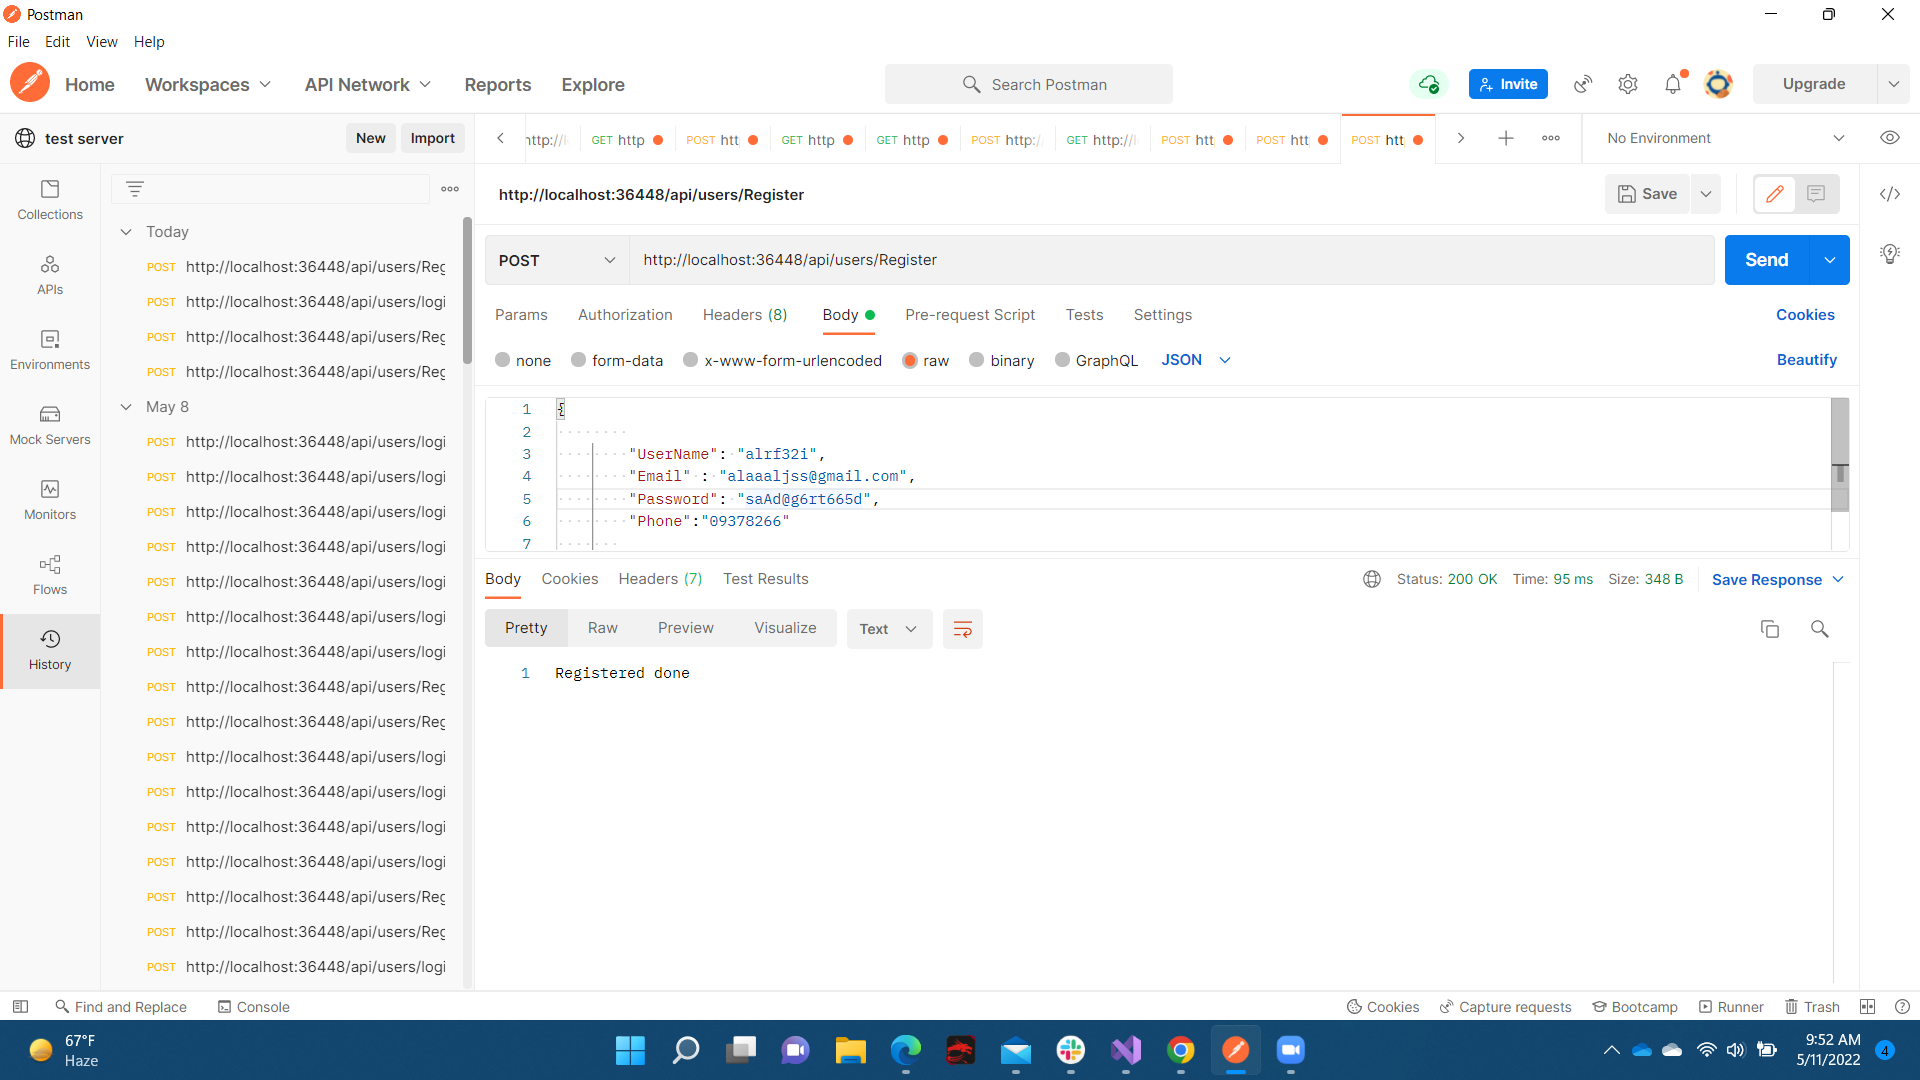 Postman
File Edit View Help
Home Workspaces API Network Reports Explore Search Postman Invite Upgrade
test server New Import
GET http POST htt GET http GET http POST http:/ GET http:// POST htt POST htt POST htt No Environment
http://localhost:36448/api/users/Register Save
POST http://localhost:36448/api/users/Register Send
Params Authorization Headers (8) Body Pre-request Script Tests Settings Cookies
none form-data x-www-form-urlencoded raw binary GraphQL JSON Beautify
1 {
2
3 "UserName": "alrf32i",
4 "Email" : "alaaaljss@gmail.com",
5 "Password": "saAd@g6rt665d",
6 "Phone":"09378266"
7
Body Cookies Headers (7) Test Results Status: 200 OK Time: 95 ms Size: 348 B Save Response
Pretty Raw Preview Visualize Text
1 Registered done
Collections
APIs
Environments
Mock Servers
Monitors
Flows
History
Today
POST http://localhost:36448/api/users/Reg
POST http://localhost:36448/api/users/logi
POST http://localhost:36448/api/users/Reg
POST http://localhost:36448/api/users/Reg
May 8
POST http://localhost:36448/api/users/logi
POST http://localhost:36448/api/users/logi
POST http://localhost:36448/api/users/logi
POST http://localhost:36448/api/users/logi
POST http://localhost:36448/api/users/logi
POST http://localhost:36448/api/users/logi
POST http://localhost:36448/api/users/logi
POST http://localhost:36448/api/users/Reg
POST http://localhost:36448/api/users/Reg
POST http://localhost:36448/api/users/logi
POST http://localhost:36448/api/users/logi
POST http://localhost:36448/api/users/logi
POST http://localhost:36448/api/users/logi
POST http://localhost:36448/api/users/Reg
POST http://localhost:36448/api/users/Reg
POST http://localhost:36448/api/users/logi
Find and Replace Console Cookies Capture requests Bootcamp Runner Trash
67°F
Haze
9:52 AM
5/11/2022
4